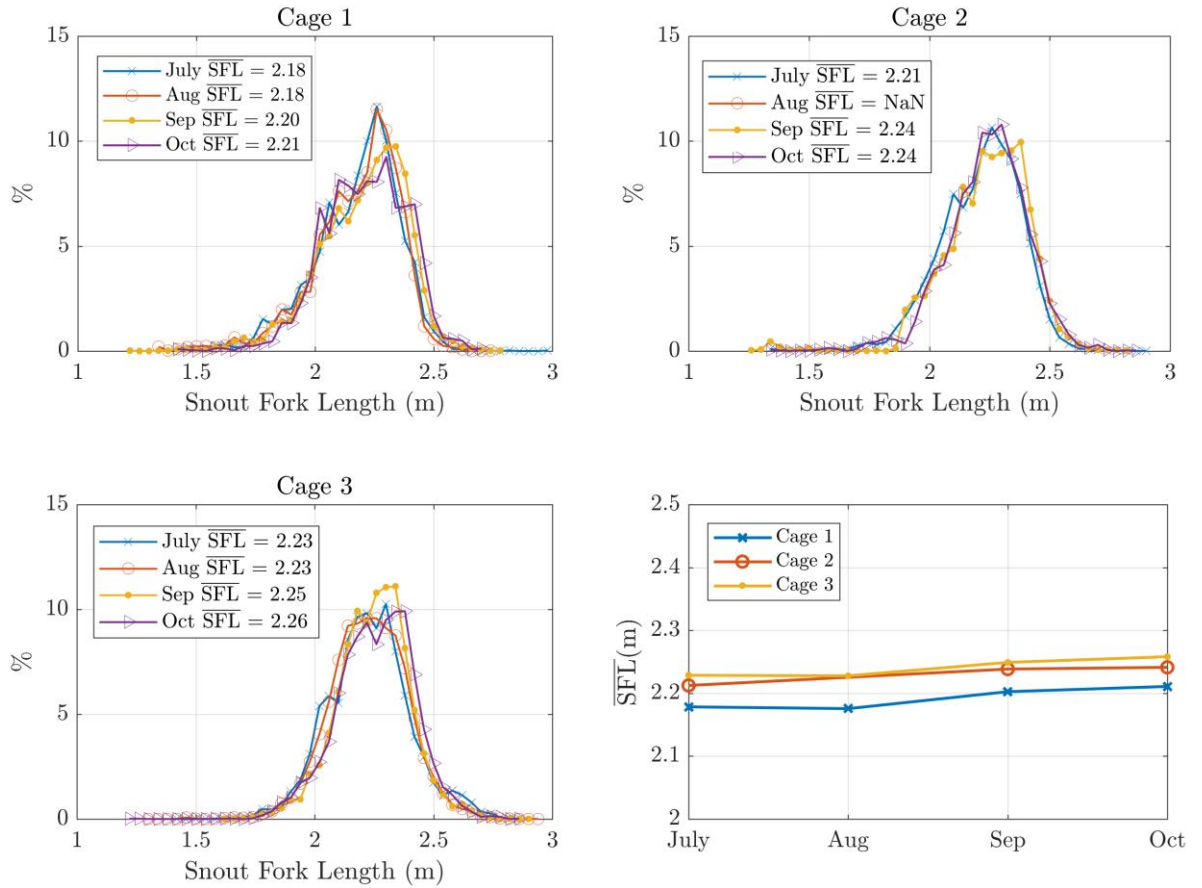 Cage 1
15
10
5
0
%
July SFL = 2.18
Aug SFL = 2.18
Sep SFL = 2.20
Oct SFL = 2.21
1 1.5 2 2.5 3
Snout Fork Length (m)
Cage 2
15
10
5
0
%
July SFL = 2.21
Aug SFL = NaN
Sep SFL = 2.24
Oct SFL = 2.24
1 1.5 2 2.5 3
Snout Fork Length (m)
Cage 3
15
10
5
0
%
July SFL = 2.23
Aug SFL = 2.23
Sep SFL = 2.25
Oct SFL = 2.26
1 1.5 2 2.5 3
Snout Fork Length (m)
2.5
2.4
2.3
2.2
2.1
2
SFL(m)
Cage 1
Cage 2
Cage 3
July Aug Sep Oct